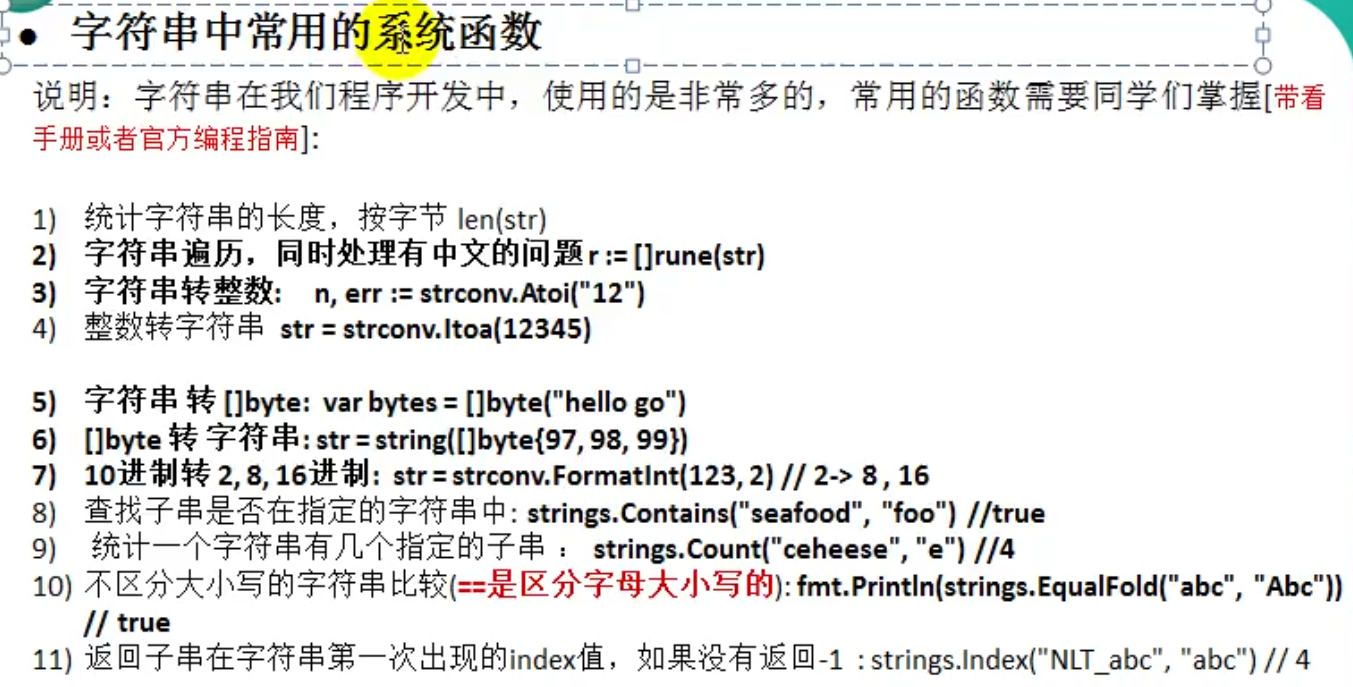 ● 字符串中常用的系统函数
说明：字符串在我们程序开发中，使用的是非常多的，常用的函数需要同学们掌握[带看
手册或者官方编程指南]:
1) 统计字符串的长度，按字节 len(str)
2) 字符串遍历，同时处理有中文的问题 r := []rune(str)
3) 字符串转整数: n, err := strconv.Atoi("12")
4) 整数转字符串 str = strconv.Itoa(12345)
5) 字符串 转 []byte: var bytes = []byte("hello go")
6) []byte 转 字符串: str = string([]byte{97, 98, 99})
7) 10进制转 2, 8, 16进制: str = strconv.FormatInt(123, 2) // 2-> 8 , 16
8) 查找子串是否在指定的字符串中: strings.Contains("seafood", "foo") //true
9) 统计一个字符串有几个指定的子串 ： strings.Count("ceheese", "e") //4
10) 不区分大小写的字符串比较(==是区分字母大小写的): fmt.Println(strings.EqualFold("abc", "Abc"))
// true
11) 返回子串在字符串第一次出现的index值，如果没有返回-1 : strings.Index("NLT_abc", "abc") // 4